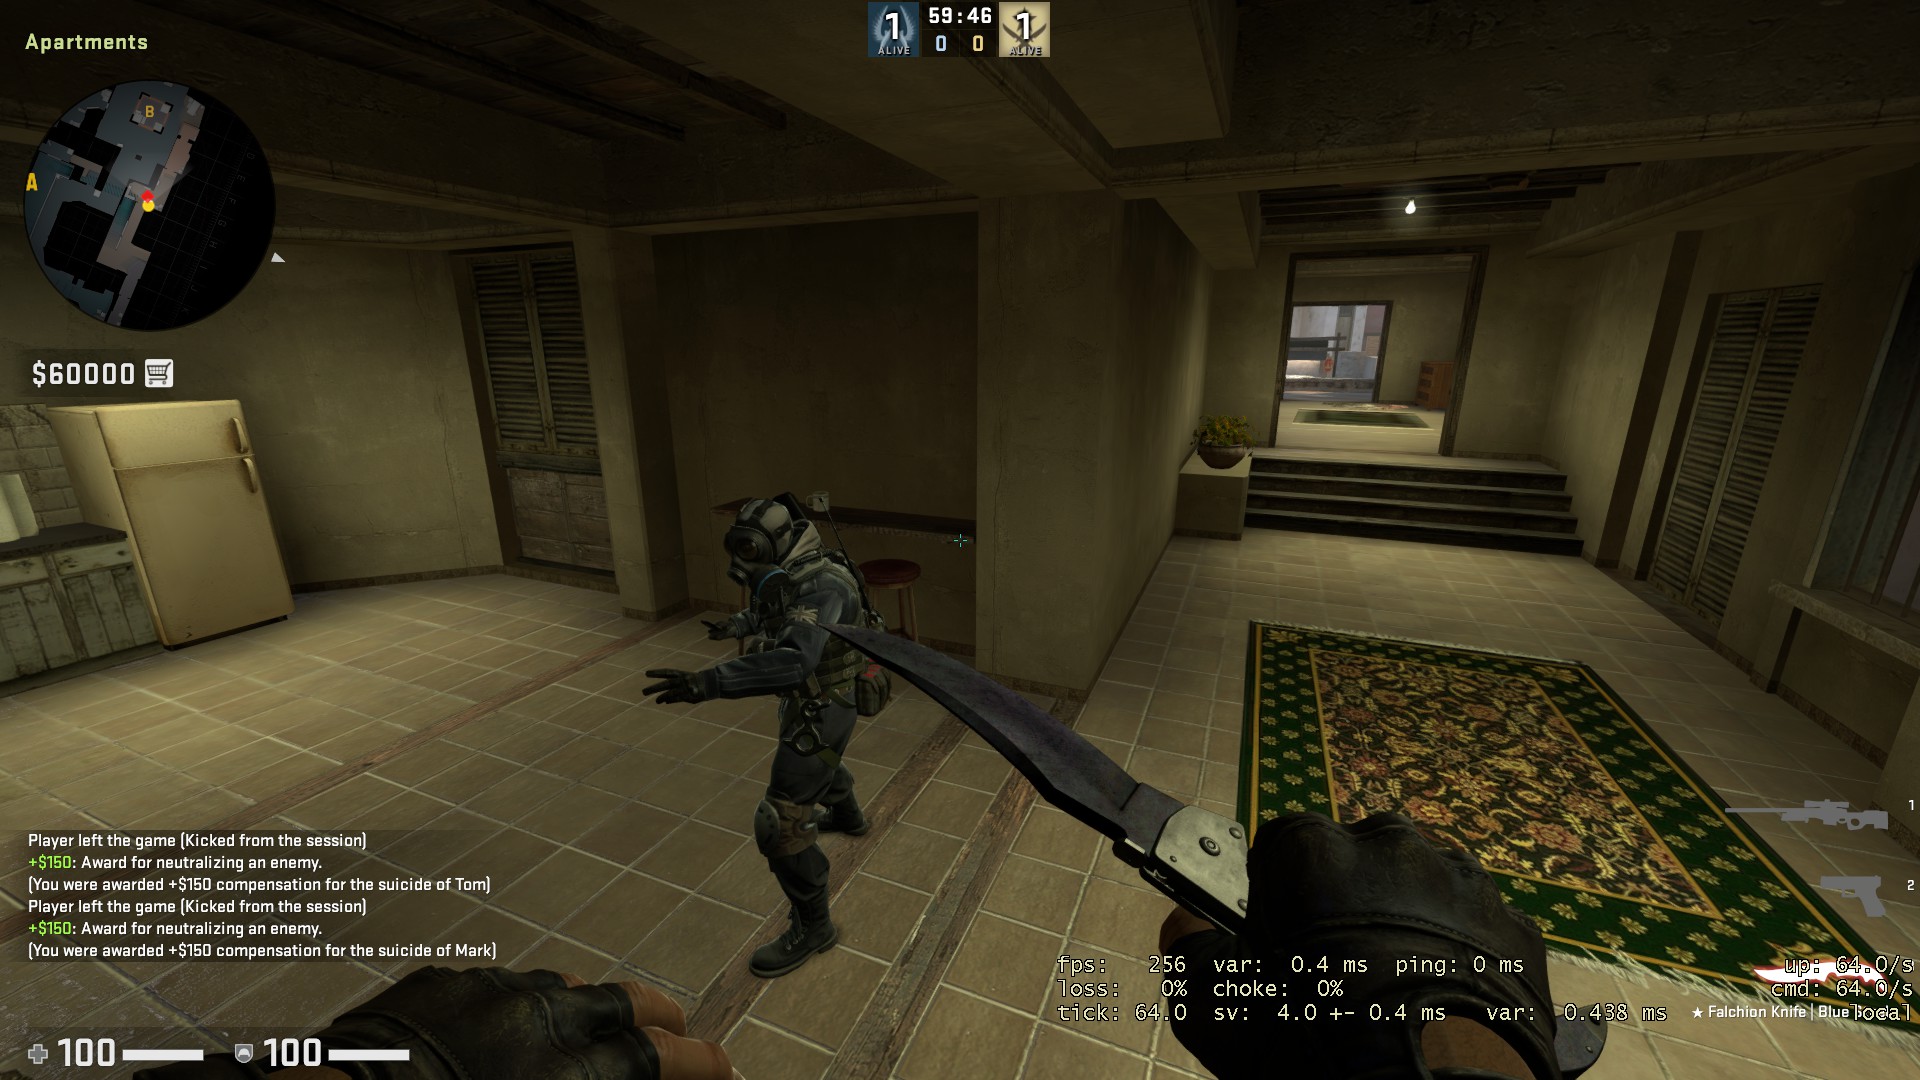 Apartments
1 59:46 1
ALIVE 0 0 ALIVE
B
A
$60000
1
2
Player left the game (Kicked from the session)
+$150: Award for neutralizing an enemy.
(You were awarded +$150 compensation for the suicide of Tom)
Player left the game (Kicked from the session)
+$150: Award for neutralizing an enemy.
(You were awarded +$150 compensation for the suicide of Mark)
fps: 256 var: 0.4 ms ping: 0 ms up: 64.0/s
loss: 0% choke: 0% cmd: 64.0/s
tick: 64.0 sv: 4.0 +- 0.4 ms var: 0.438 ms local
★ Falchion Knife | Blue
100 100